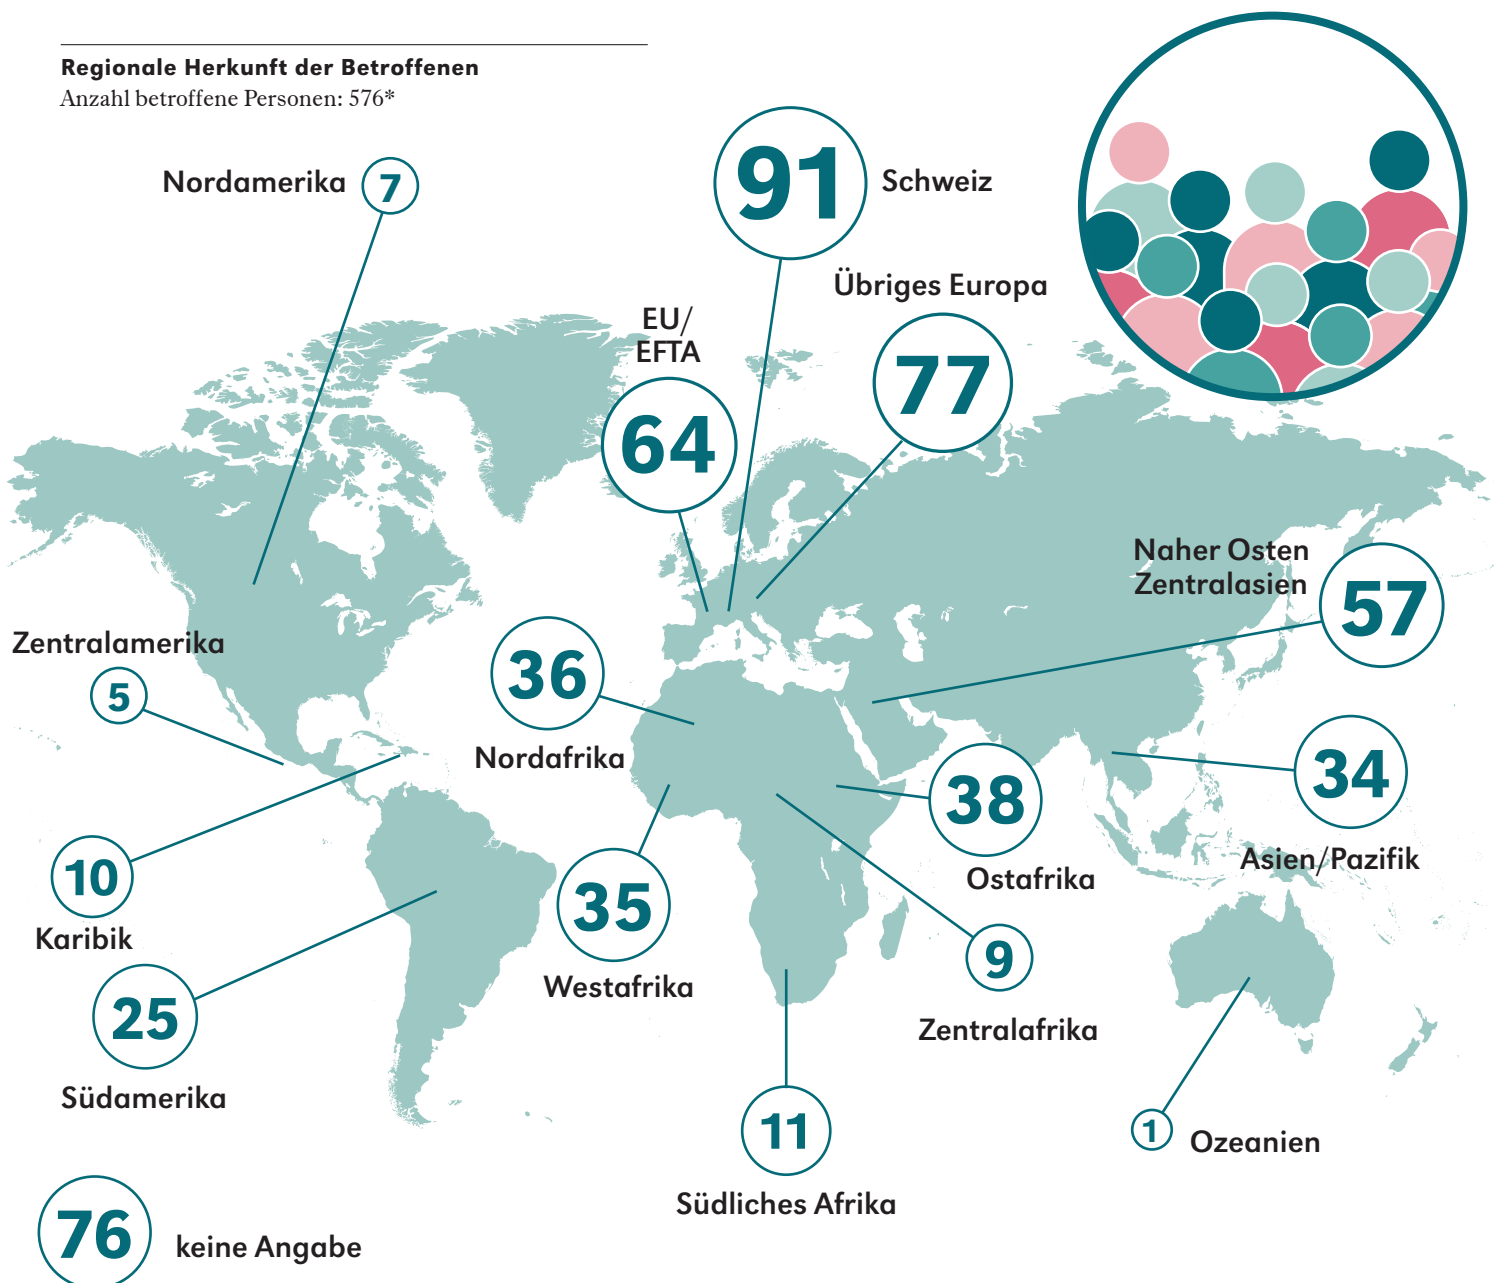 Regionale Herkunft der Betroffenen
Anzahl betroffene Personen: 576*
Nordamerika 7
91 Schweiz
Übriges Europa
77
EU/
EFTA
64
Naher Osten
Zentralasien
57
Zentralamerika
5
36
Nordafrika
34
Asien/Pazifik
38
Ostafrika
10
Karibik
35
Westafrika
9
Zentralafrika
25
Südamerika
11
Südliches Afrika
1 Ozeanien
76 keine Angabe